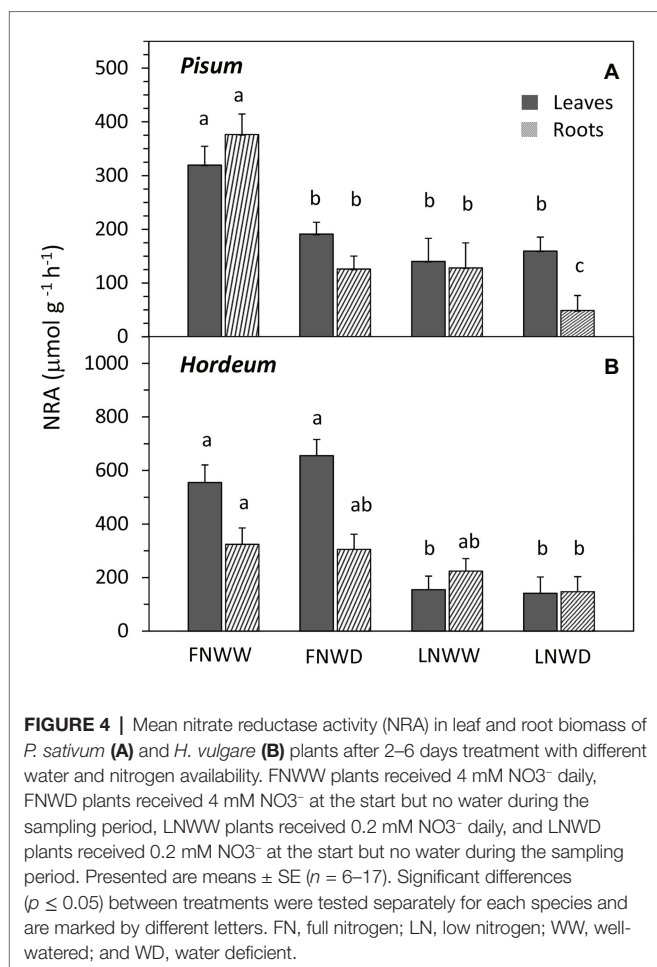 500
400
300
200
100
0
Pisum
A
Leaves
Roots
a
a
b
b
b
b
b
c
NRA (µmol g⁻¹ h⁻¹)
1000
800
600
400
200
0
Hordeum
B
a
a
a
ab
b
ab
b
b
FNWW
FNWD
LNWW
LNWD
FIGURE 4 | Mean nitrate reductase activity (NRA) in leaf and root biomass of
P. sativum (A) and H. vulgare (B) plants after 2–6 days treatment with different
water and nitrogen availability. FNWW plants received 4 mM NO3⁻ daily,
FNWD plants received 4 mM NO3⁻ at the start but no water during the
sampling period, LNWW plants received 0.2 mM NO3⁻ daily, and LNWD
plants received 0.2 mM NO3⁻ at the start but no water during the sampling
period. Presented are means ± SE (n = 6–17). Significant differences
(p ≤ 0.05) between treatments were tested separately for each species and
are marked by different letters. FN, full nitrogen; LN, low nitrogen; WW, well-
watered; and WD, water deficient.